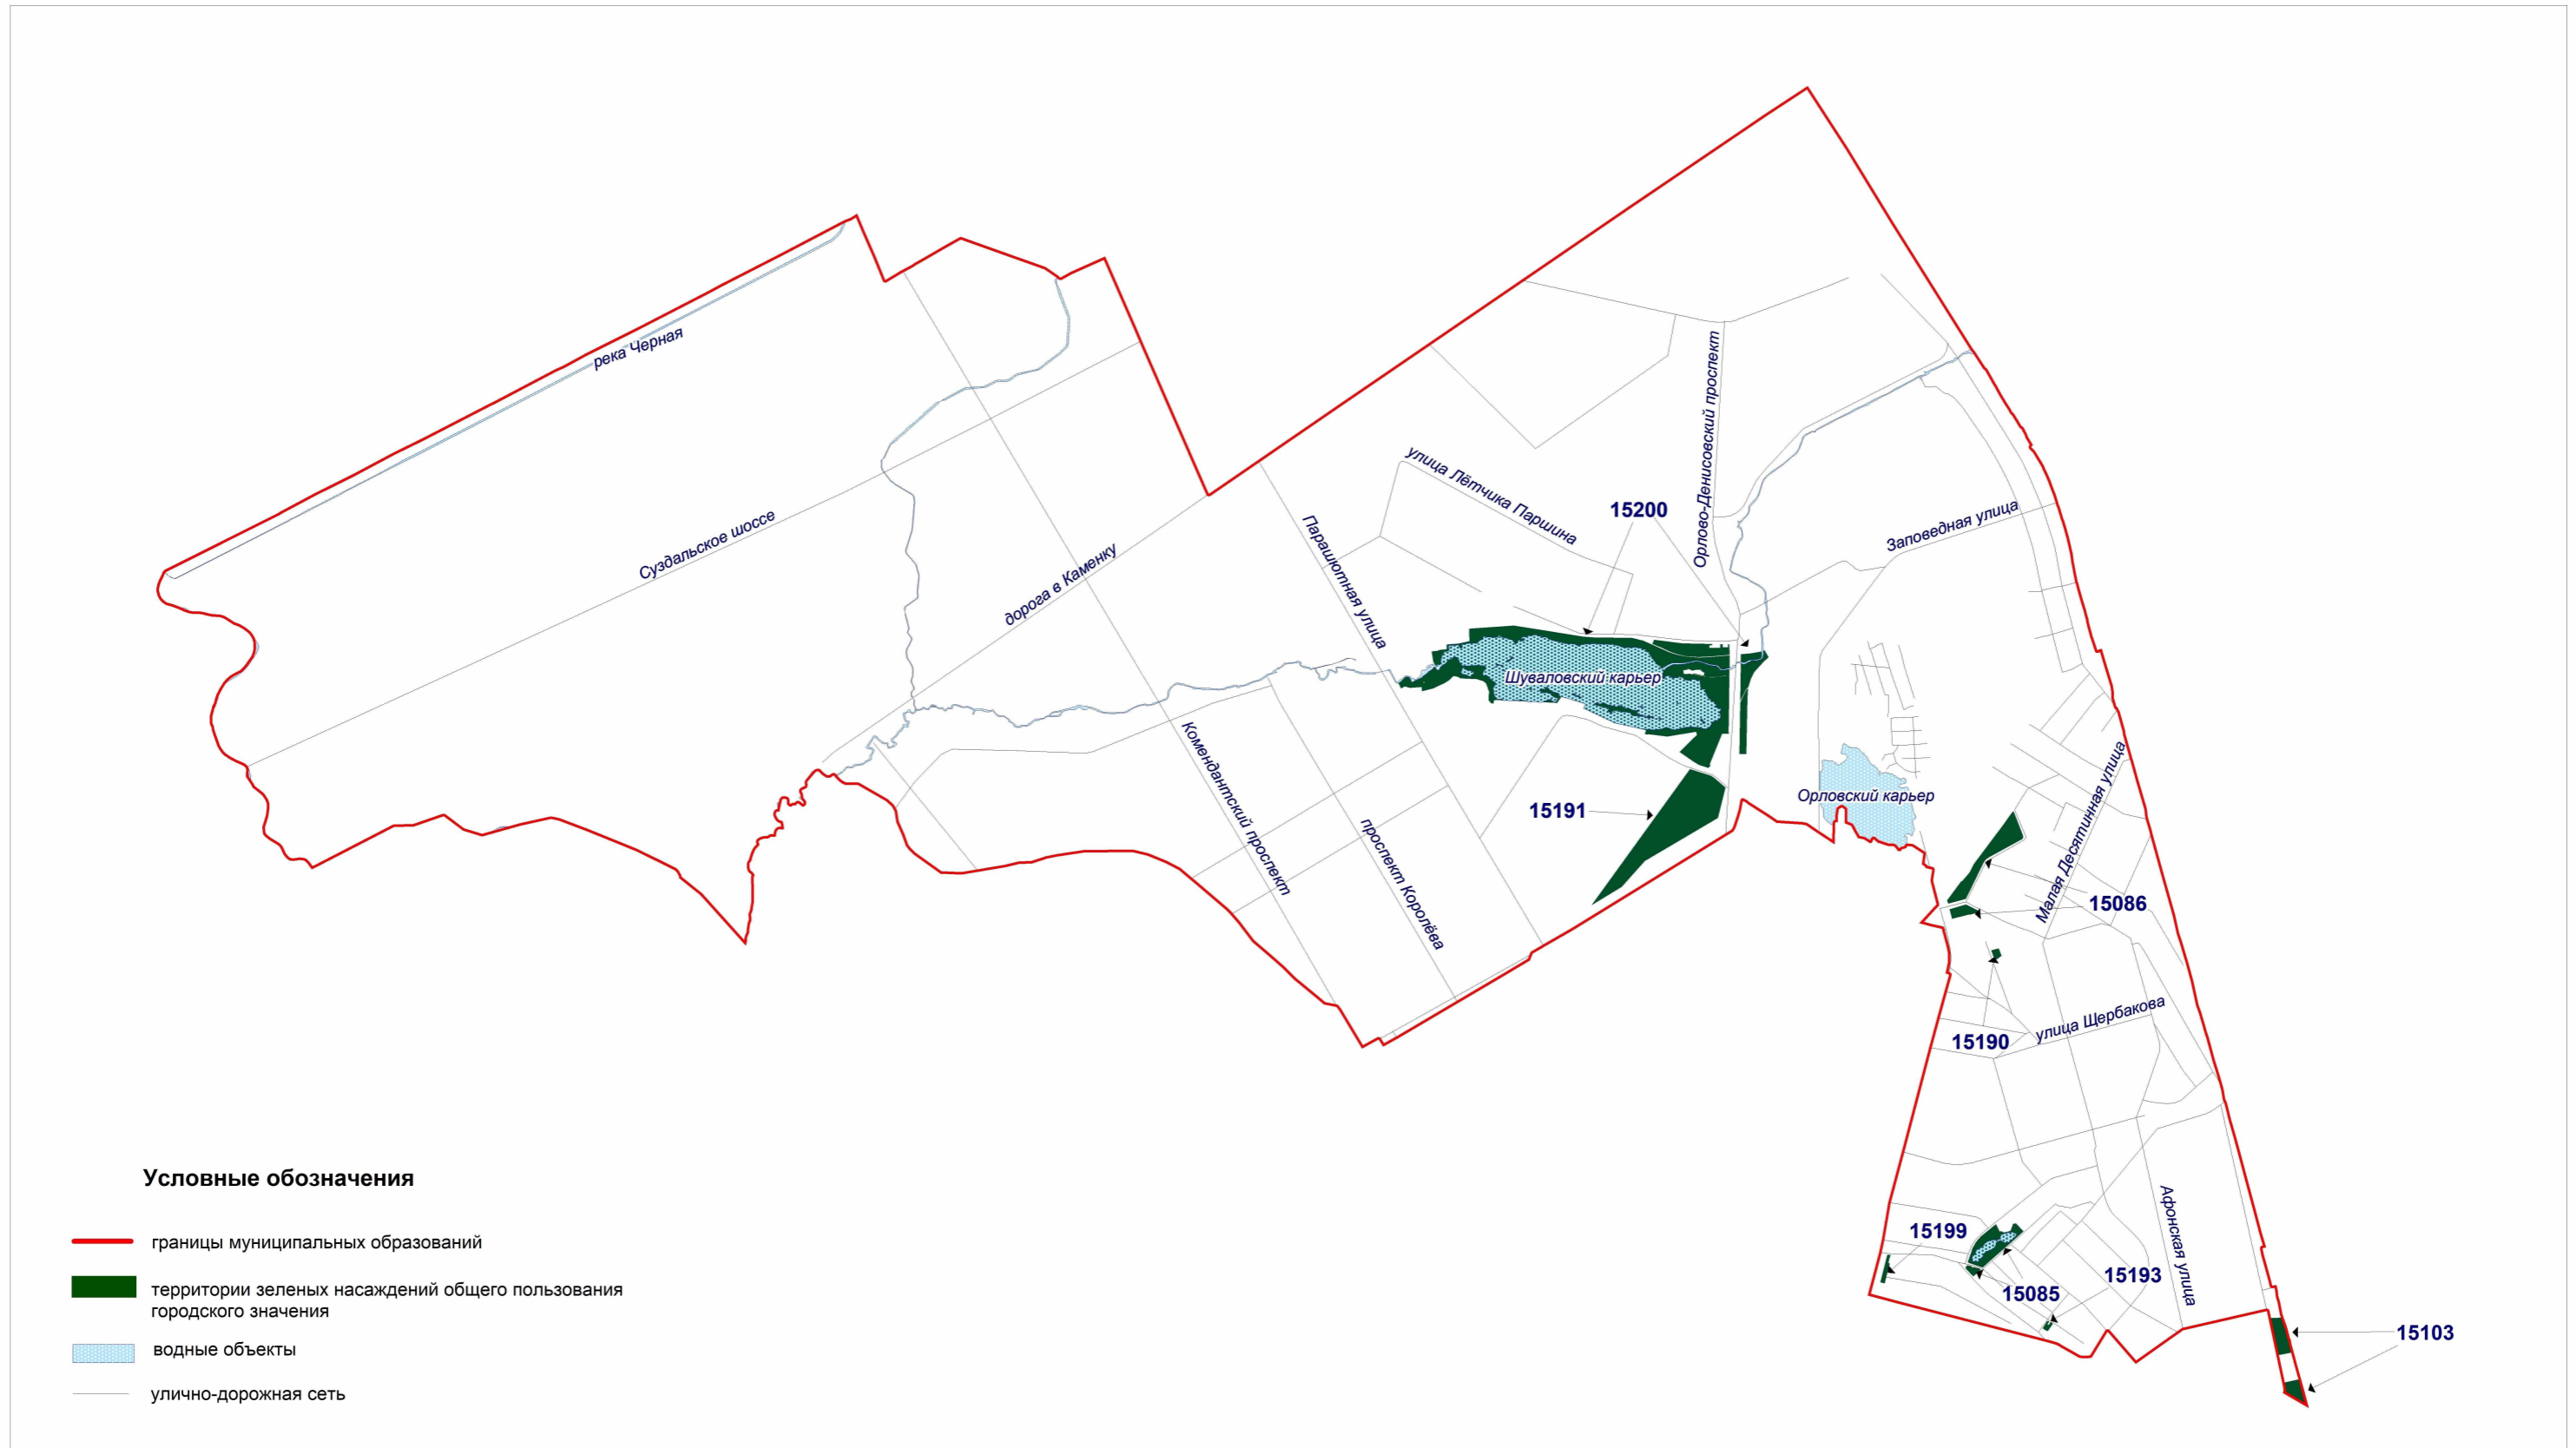 река Черная
Суздальское шоссе
дорога в Каменку
Комендантский проспект
проспект Королёва
Парашютная улица
улица Лётчика Паршина
Орлово-Денисовский проспект
15200
Заповедная улица
Шуваловский карьер
Орловский карьер
15191
Малая Десятинная улица
15086
15190
улица Щербакова
15199
15085
15193
Афонская улица
15103
Условные обозначения
границы муниципальных образований
территории зеленых насаждений общего пользования
городского значения
водные объекты
улично-дорожная сеть